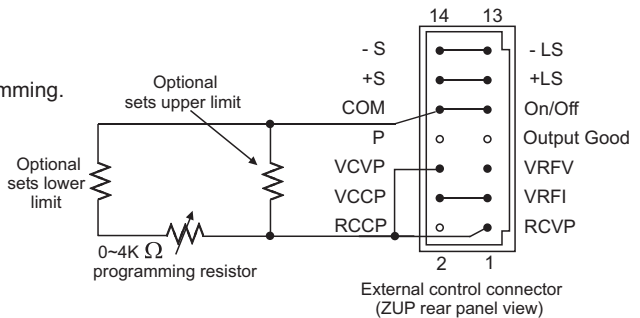 14 13
- S - LS
mming.
+S +LS
Optional
sets upper limit
COM On/Off
P Output Good
Optional
sets lower
limit
VCVP VRFV
VCCP VRFI
RCCP RCVP
0~4K Ω
programming resistor
2 1
External control connector
(ZUP rear panel view)